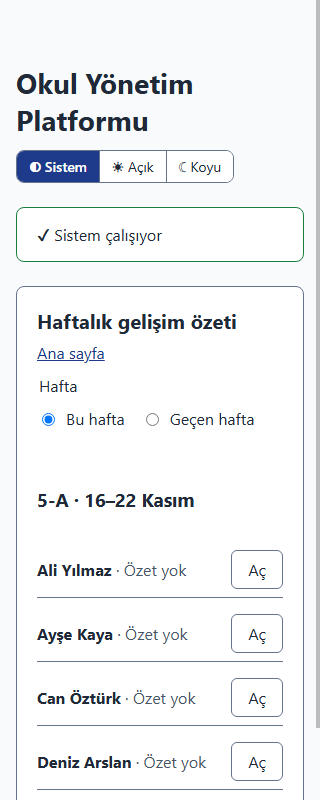 Okul Yönetim
Platformu
◐ Sistem ☀ Açık ☾ Koyu
✓ Sistem çalışıyor
Haftalık gelişim özeti
Ana sayfa
Hafta
Bu hafta Geçen hafta
5-A · 16–22 Kasım
Ali Yılmaz · Özet yok Aç
Ayşe Kaya · Özet yok Aç
Can Öztürk · Özet yok Aç
Deniz Arslan · Özet yok Aç